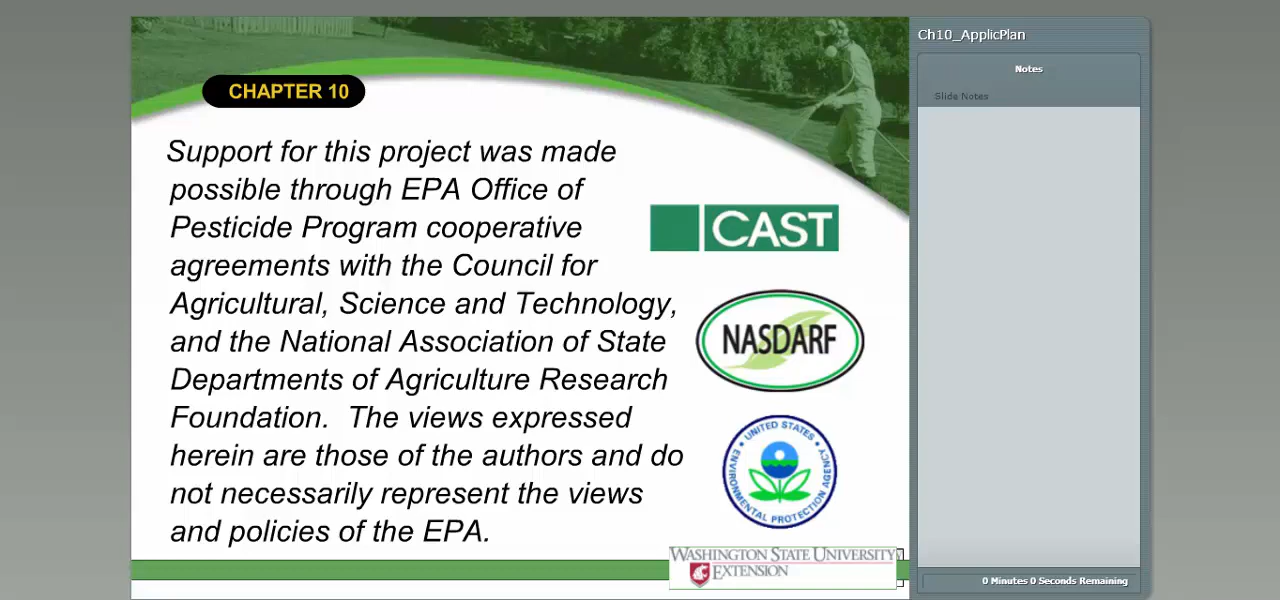 Ch10_ApplicPlan
Notes
Slide Notes
CHAPTER 10
Support for this project was made
possible through EPA Office of
Pesticide Program cooperative
agreements with the Council for
Agricultural, Science and Technology,
and the National Association of State
Departments of Agriculture Research
Foundation.  The views expressed
herein are those of the authors and do
not necessarily represent the views
and policies of the EPA.
CAST
NASDARF
UNITED STATES
ENVIRONMENTAL PROTECTION AGENCY
WASHINGTON STATE UNIVERSITY
EXTENSION
0 Minutes 0 Seconds Remaining